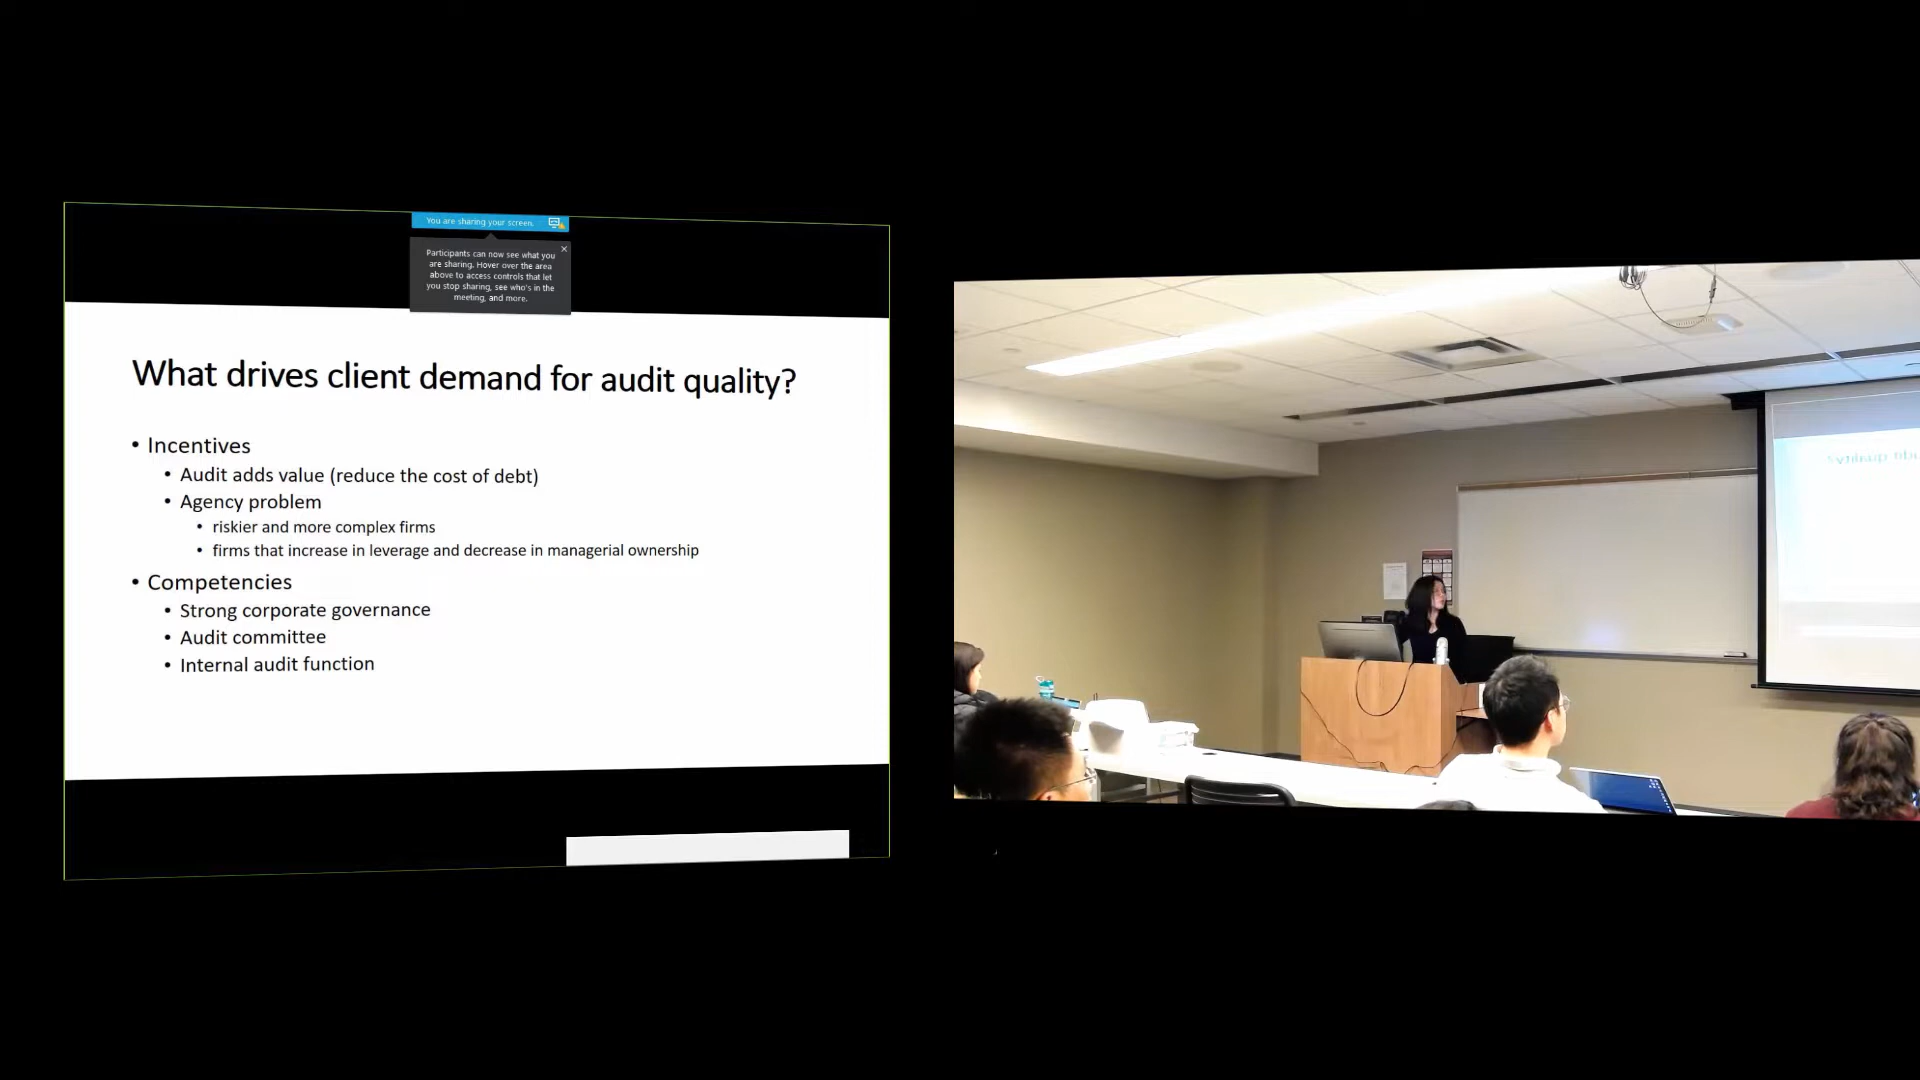 You are sharing your screen.
Participants can now see what you
are sharing. Hover over the area
above to access controls that let
you stop sharing, see who's in the
meeting, and more.
What drives client demand for audit quality?
• Incentives
• Audit adds value (reduce the cost of debt)
• Agency problem
• riskier and more complex firms
• firms that increase in leverage and decrease in managerial ownership
• Competencies
• Strong corporate governance
• Audit committee
• Internal audit function